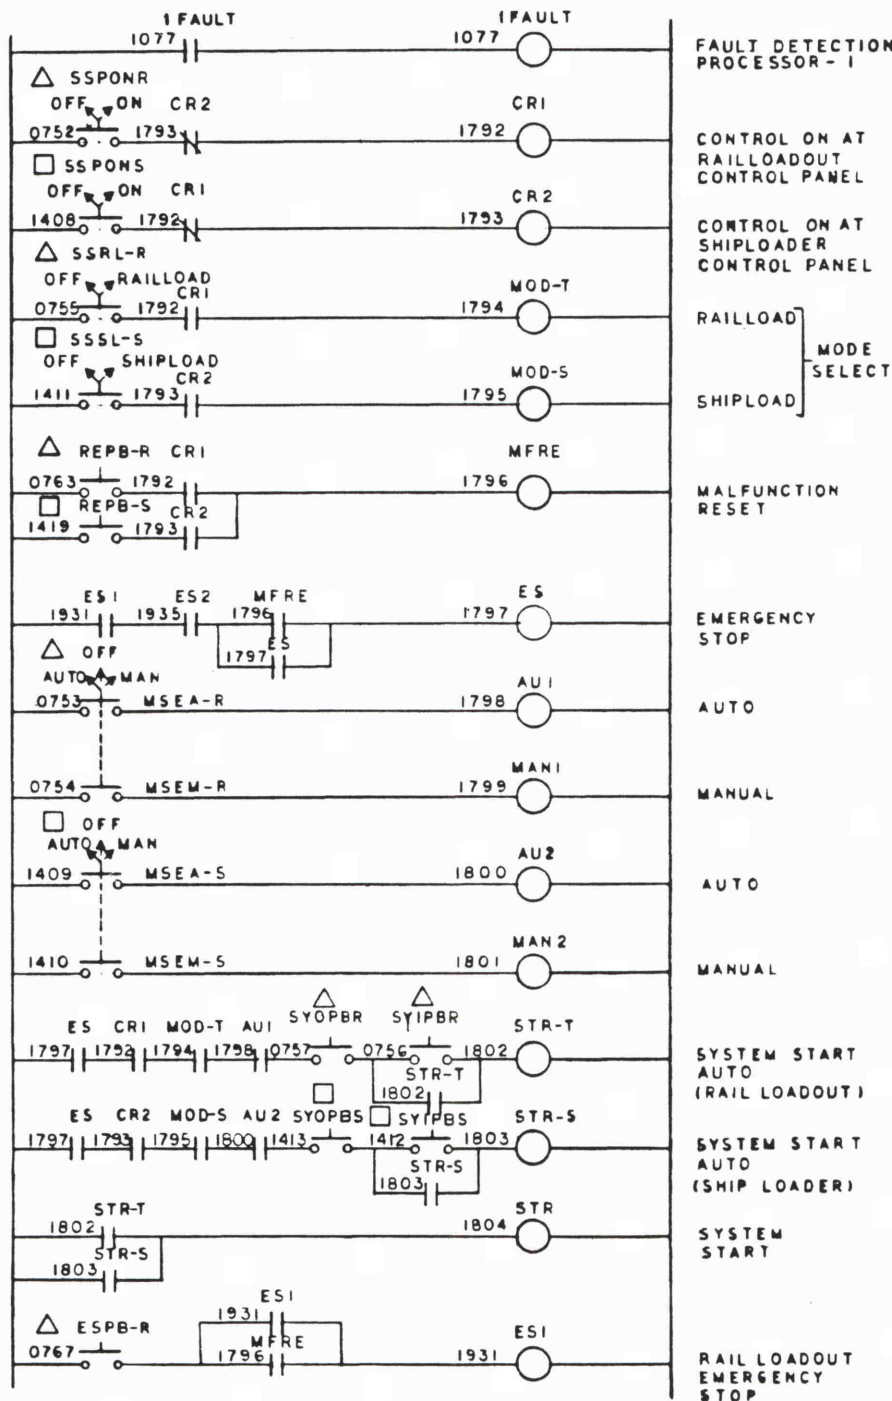 1 FAULT 1 FAULT
1077 1077
FAULT DETECTION
PROCESSOR-1
SSPONR
OFF ON CR2 CR1
0752 1793 1792
CONTROL ON AT
RAILLOADOUT
CONTROL PANEL
SSPONS
OFF ON CR1 CR2
1408 1792 1793
CONTROL ON AT
SHIPLOADER
CONTROL PANEL
SSRL-R
OFF RAILLOAD
CR1 MOD-T
0755 1792 1794
RAILLOAD
SSSL-S
OFF SHIPLOAD
CR2 MOD-S
1411 1793 1795
SHIPLOAD
MODE
SELECT
REPB-R CR1 MFRE
0763 1792 1796
MALFUNCTION
RESET
REPB-S
CR2
1419 1793
ES1 ES2 MFRE ES
1931 1935 1796 1797
EMERGENCY
STOP
ES
1797
OFF
AUTO MAN AU1
0753 MSEA-R 1798
AUTO
MAN1
0754 MSEM-R 1799
MANUAL
OFF
AUTO MAN AU2
1409 MSEA-S 1800
AUTO
MAN2
1410 MSEM-S 1801
MANUAL
ES CR1 MOD-T AU1 SYOPBR SYIPBR STR-T
1797 1792 1794 1798 0757 0756 1802
SYSTEM START
AUTO
(RAIL LOADOUT)
STR-T
1802
ES CR2 MOD-S AU2 SYOPBS SYIPBS STR-S
1797 1793 1795 1800 1413 1412 1803
SYSTEM START
AUTO
(SHIP LOADER)
STR-S
1803
STR-T STR
1802 1804
SYSTEM
START
STR-S
1803
ES1
1931
ESPB-R MFRE ES1
0767 1796 1931
RAIL LOADOUT
EMERGENCY
STOP